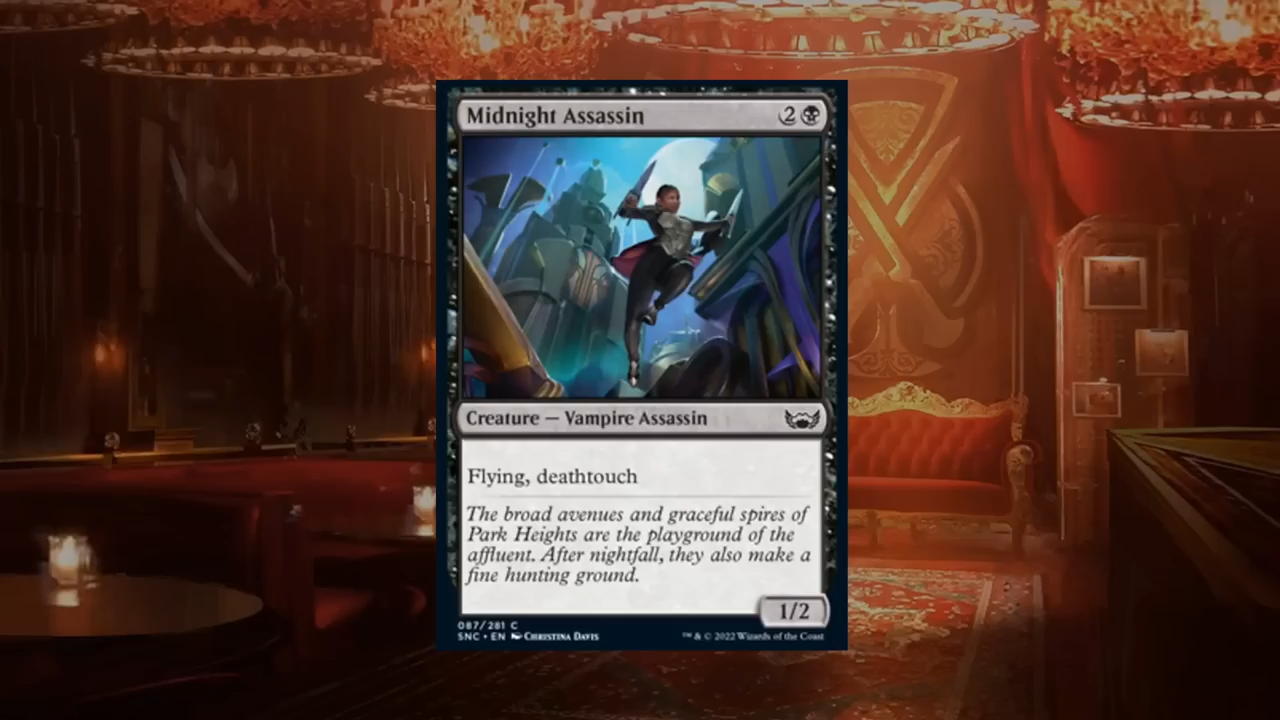 Midnight Assassin 2
Creature — Vampire Assassin
Flying, deathtouch
The broad avenues and graceful spires of
Park Heights are the playground of the
affluent. After nightfall, they also make a
fine hunting ground.
1/2
087/281 C
SNC • EN Christina Davis ™ & © 2022 Wizards of the Coast